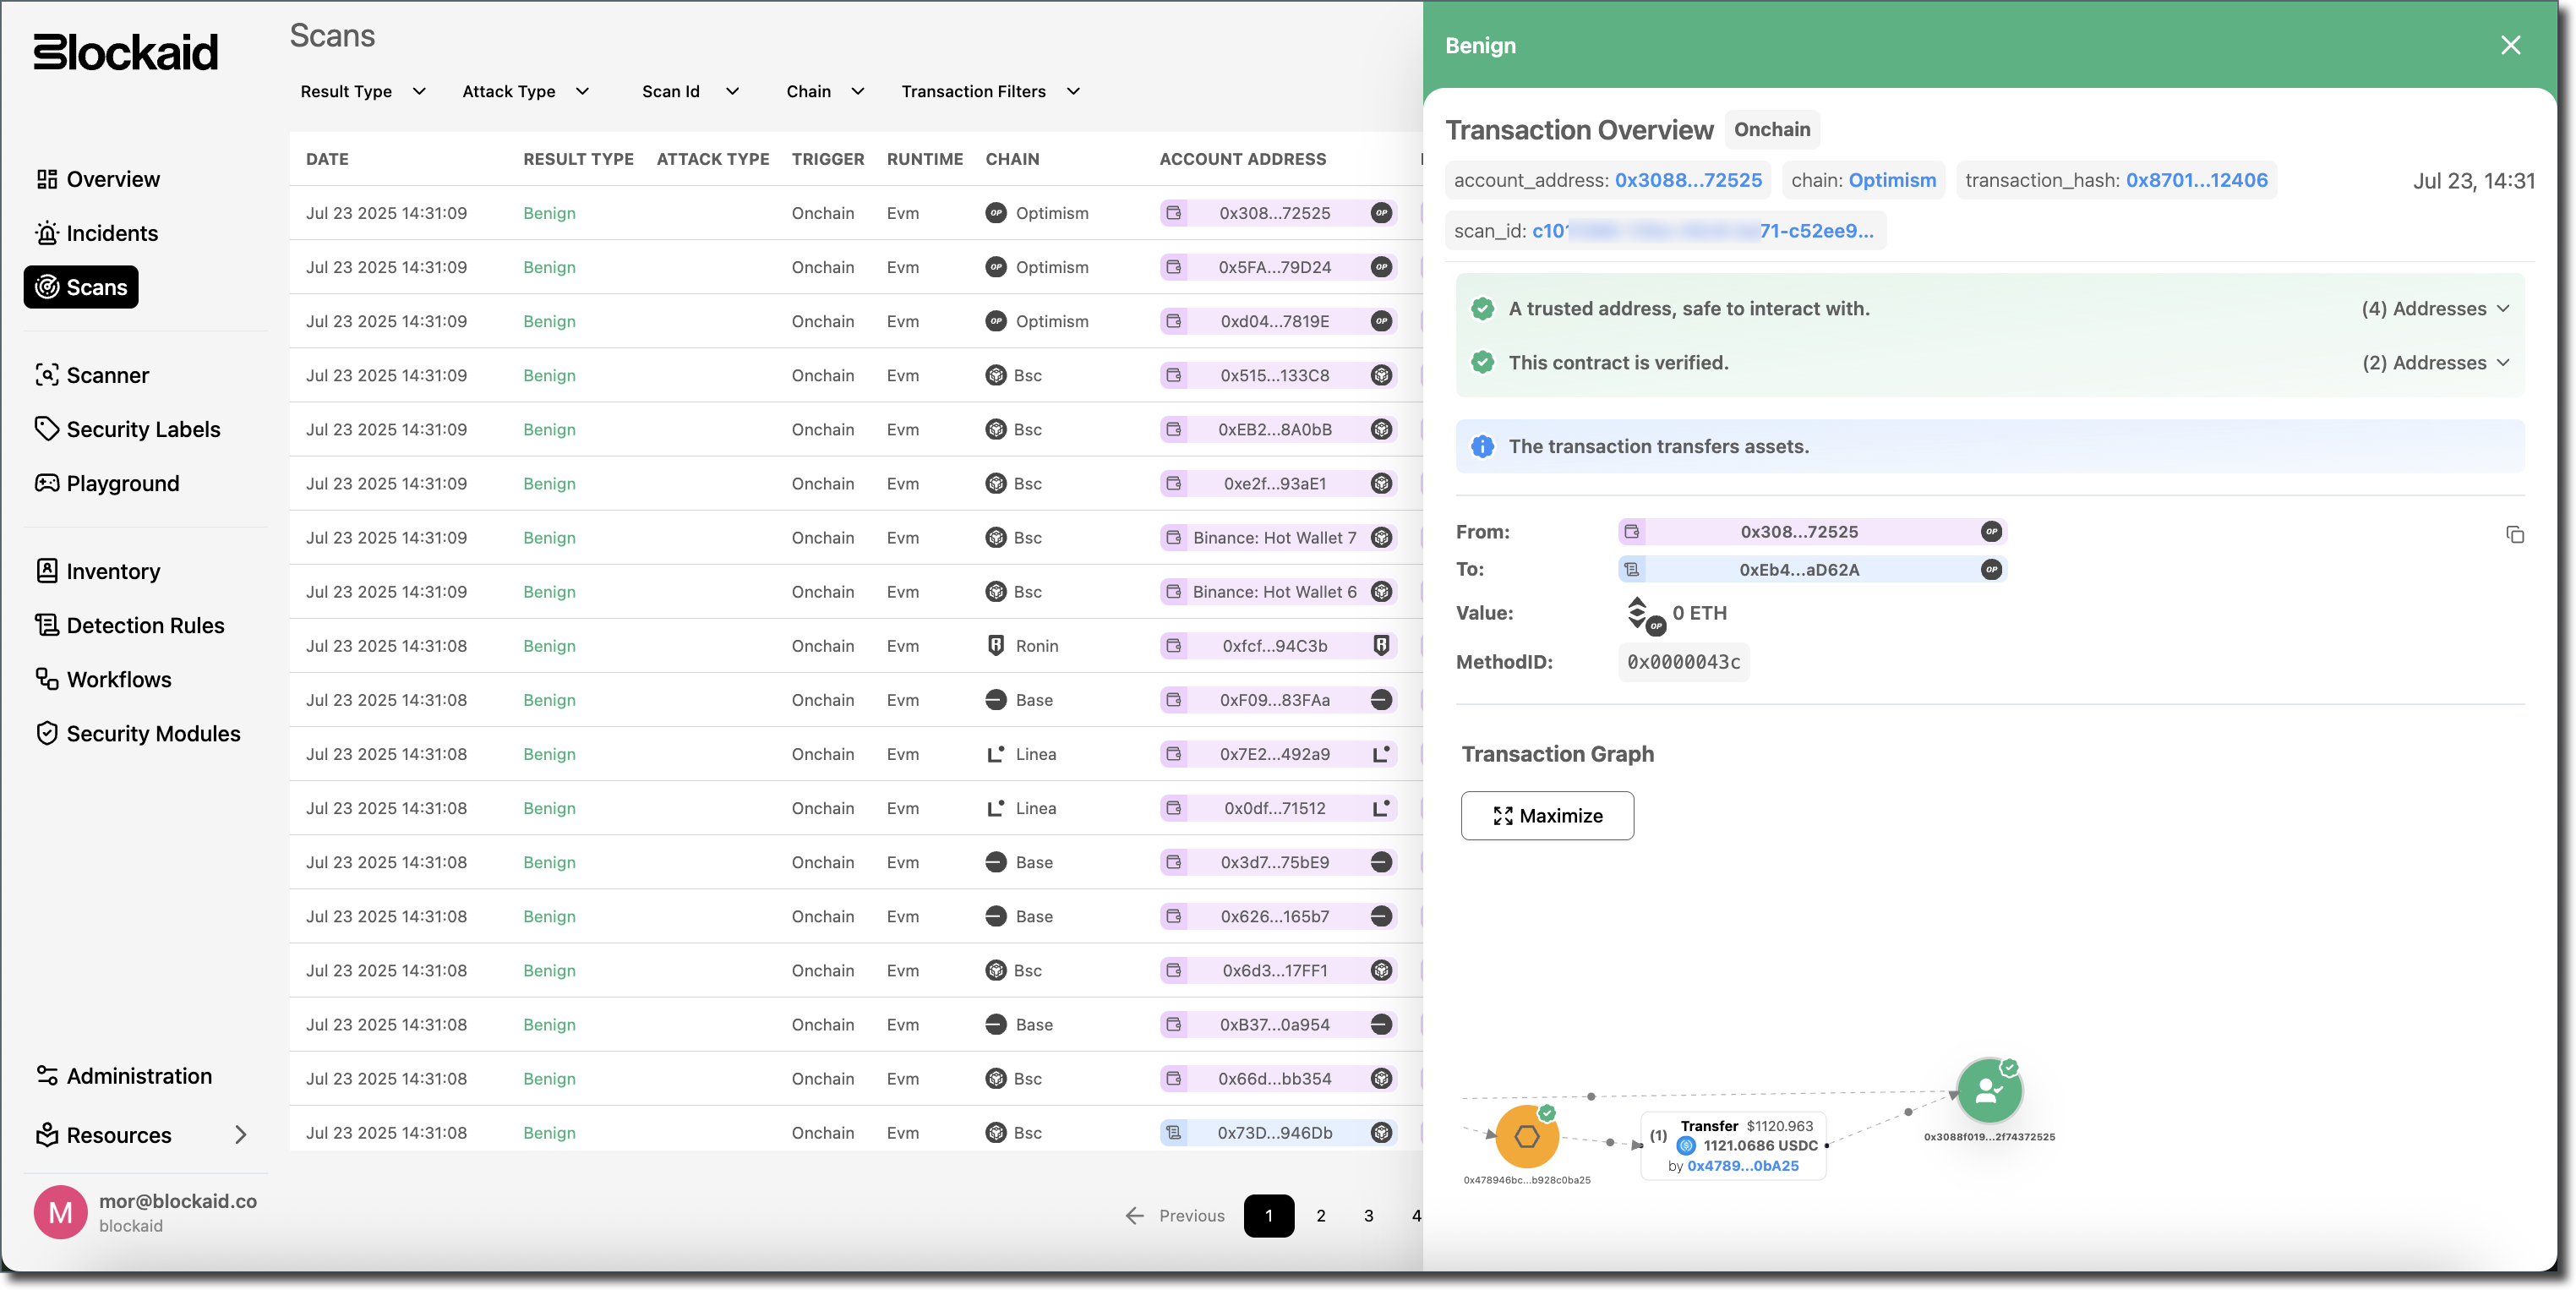 Blockaid
Overview
Incidents
Scans
Scanner
Security Labels
Playground
Inventory
Detection Rules
Workflows
Security Modules
Administration
Resources
M
mor@blockaid.co
blockaid
Scans
Result Type Attack Type Scan Id Chain Transaction Filters
DATE RESULT TYPE ATTACK TYPE TRIGGER RUNTIME CHAIN ACCOUNT ADDRESS
Jul 23 2025 14:31:09 Benign Onchain Evm OP Optimism 0x308...72525 OP
Jul 23 2025 14:31:09 Benign Onchain Evm OP Optimism 0x5FA...79D24 OP
Jul 23 2025 14:31:09 Benign Onchain Evm OP Optimism 0xd04...7819E OP
Jul 23 2025 14:31:09 Benign Onchain Evm Bsc 0x515...133C8
Jul 23 2025 14:31:09 Benign Onchain Evm Bsc 0xEB2...8A0bB
Jul 23 2025 14:31:09 Benign Onchain Evm Bsc 0xe2f...93aE1
Jul 23 2025 14:31:09 Benign Onchain Evm Bsc Binance: Hot Wallet 7
Jul 23 2025 14:31:09 Benign Onchain Evm Bsc Binance: Hot Wallet 6
Jul 23 2025 14:31:08 Benign Onchain Evm Ronin 0xfcf...94C3b
Jul 23 2025 14:31:08 Benign Onchain Evm Base 0xF09...83FAa
Jul 23 2025 14:31:08 Benign Onchain Evm Linea 0x7E2...492a9
Jul 23 2025 14:31:08 Benign Onchain Evm Linea 0x0df...71512
Jul 23 2025 14:31:08 Benign Onchain Evm Base 0x3d7...75bE9
Jul 23 2025 14:31:08 Benign Onchain Evm Base 0x626...165b7
Jul 23 2025 14:31:08 Benign Onchain Evm Bsc 0x6d3...17FF1
Jul 23 2025 14:31:08 Benign Onchain Evm Base 0xB37...0a954
Jul 23 2025 14:31:08 Benign Onchain Evm Bsc 0x66d...bb354
Jul 23 2025 14:31:08 Benign Onchain Evm Bsc 0x73D...946Db
Previous 1 2 3 4
Benign
Transaction Overview Onchain
account_address: 0x3088...72525 chain: Optimism transaction_hash: 0x8701...12406 Jul 23, 14:31
scan_id: c10 71-c52ee9...
A trusted address, safe to interact with. (4) Addresses
This contract is verified. (2) Addresses
The transaction transfers assets.
From: 0x308...72525 OP
To: 0xEb4...aD62A OP
Value: OP 0 ETH
MethodID: 0x0000043c
Transaction Graph
Maximize
0x478946bc...b928c0ba25
(1) Transfer $1120.963
1121.0686 USDC
by 0x4789...0bA25
0x3088f019...2f74372525